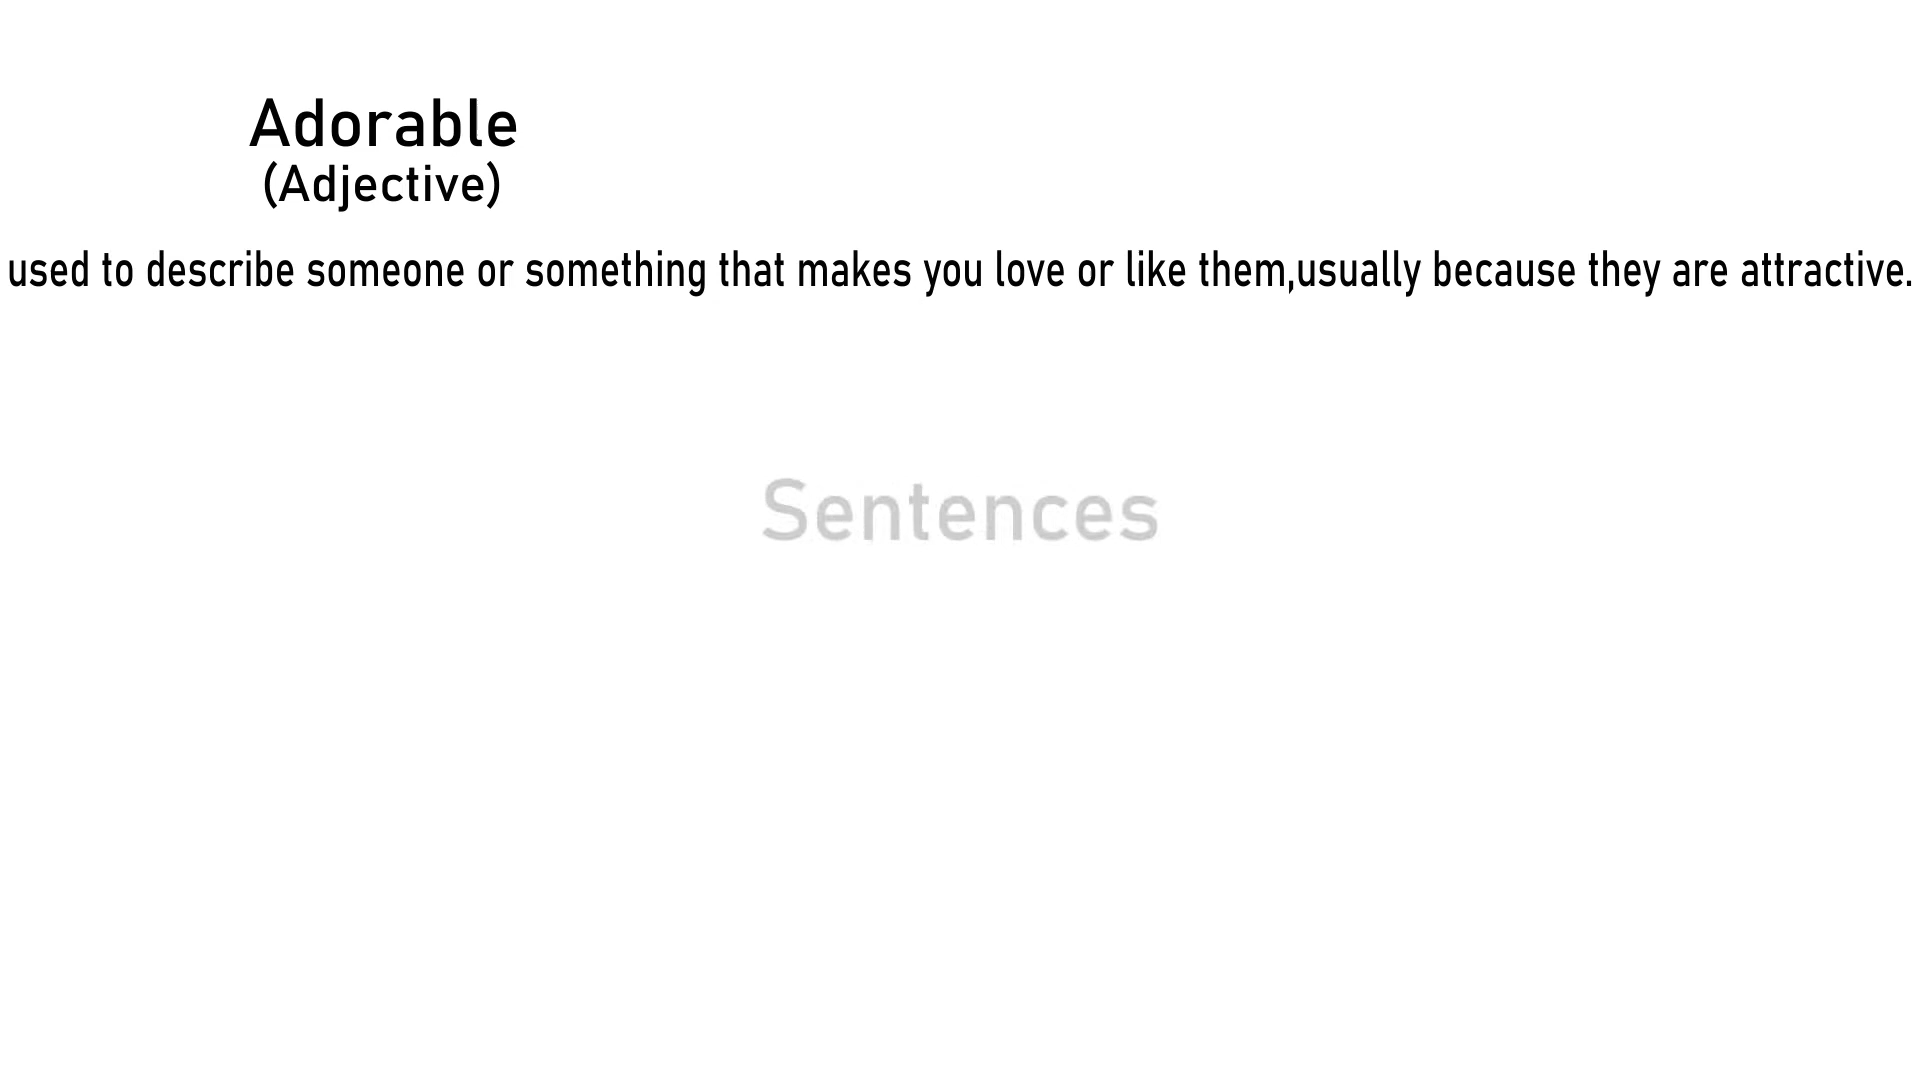 Adorable
(Adjective)
used to describe someone or something that makes you love or like them,usually because they are attractive.
Sentences